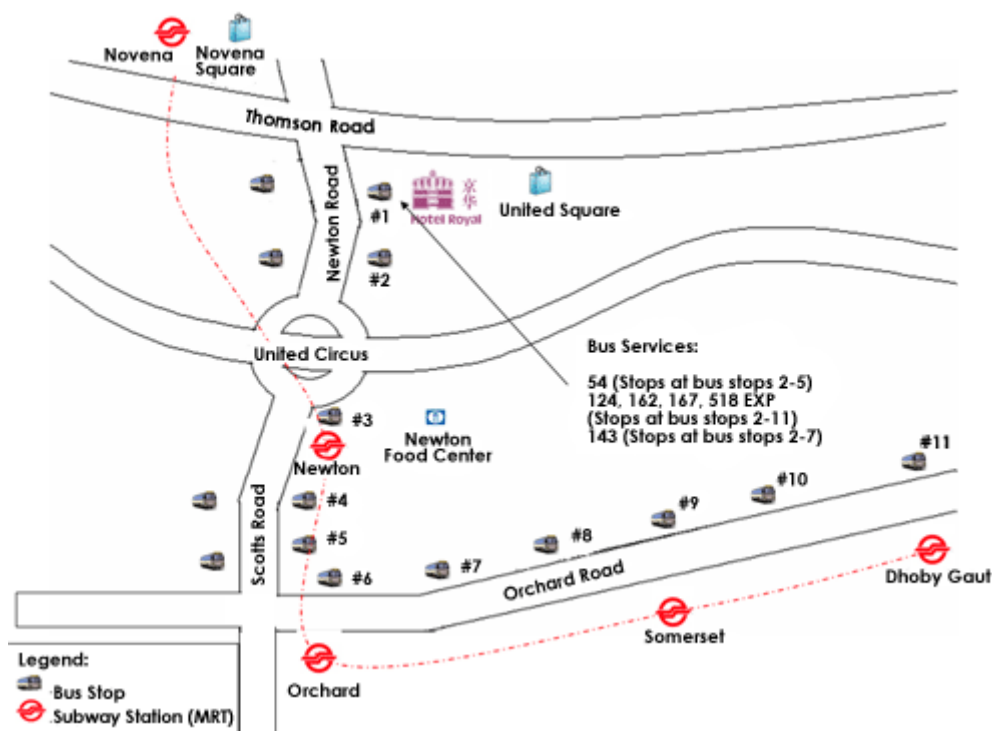 Novena
Novena
Square
Thomson Road
Newton Road
#1
京
华
Hotel Royal
United Square
#2
United Circus
Bus Services:
54 (Stops at bus stops 2-5)
124, 162, 167, 518 EXP
(Stops at bus stops 2-11)
143 (Stops at bus stops 2-7)
#3
Newton
Newton
Food Center
Scotts Road
#4
#5
#6
#7
#8
#9
#10
#11
Orchard Road
Dhoby Gaut
Somerset
Orchard
Legend:
Bus Stop
Subway Station (MRT)